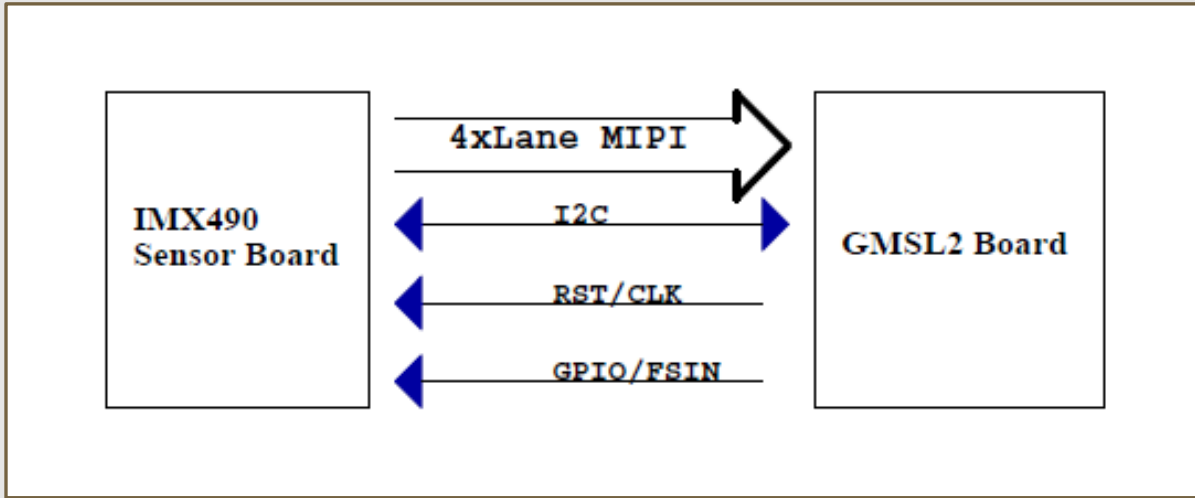 4xLane MIPI
IMX490
Sensor Board
I2C
GMSL2 Board
RST/CLK
GPIO/FSIN